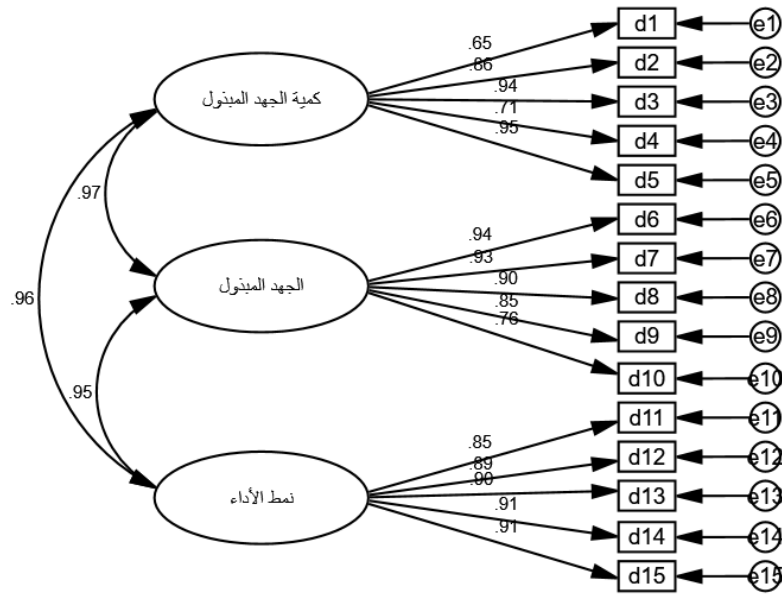 .65
d1
e1
.86
d2
e2
.94
d3
e3
.71
d4
e4
.95
d5
e5
كمية الجهد المبذول
.97
.94
d6
e6
.93
d7
e7
.90
d8
e8
.85
d9
e9
.76
d10
e10
الجهد المبذول
.96
.95
.85
d11
e11
.89
d12
e12
.90
d13
e13
.91
d14
e14
.91
d15
e15
نمط الأداء